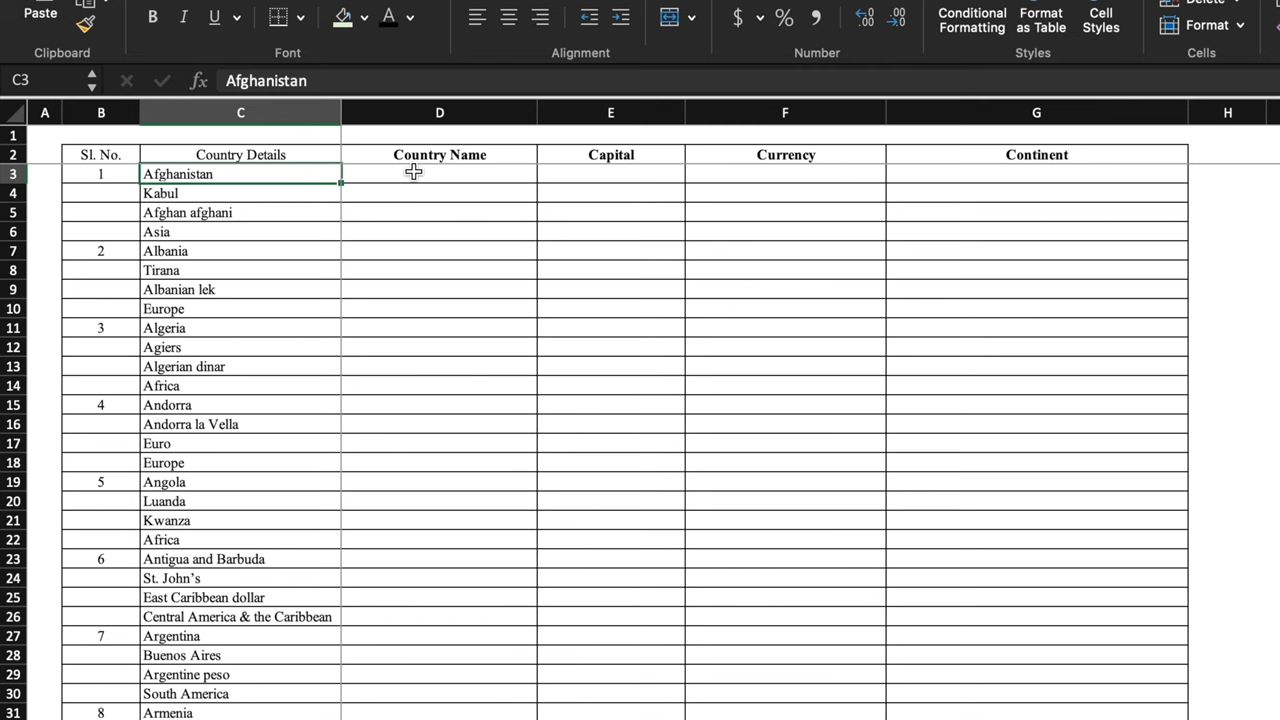 Paste
B I U
A
$ % 9
.00 .00
Conditional Formatting
Format as Table
Cell Styles
Format
Clipboard Font Alignment Number Styles Cells
C3 fx Afghanistan
A B C D E F G H
1
2 Sl. No. Country Details Country Name Capital Currency Continent
3 1 Afghanistan
4 Kabul
5 Afghan afghani
6 Asia
7 2 Albania
8 Tirana
9 Albanian lek
10 Europe
11 3 Algeria
12 Agiers
13 Algerian dinar
14 Africa
15 4 Andorra
16 Andorra la Vella
17 Euro
18 Europe
19 5 Angola
20 Luanda
21 Kwanza
22 Africa
23 6 Antigua and Barbuda
24 St. John’s
25 East Caribbean dollar
26 Central America & the Caribbean
27 7 Argentina
28 Buenos Aires
29 Argentine peso
30 South America
31 8 Armenia